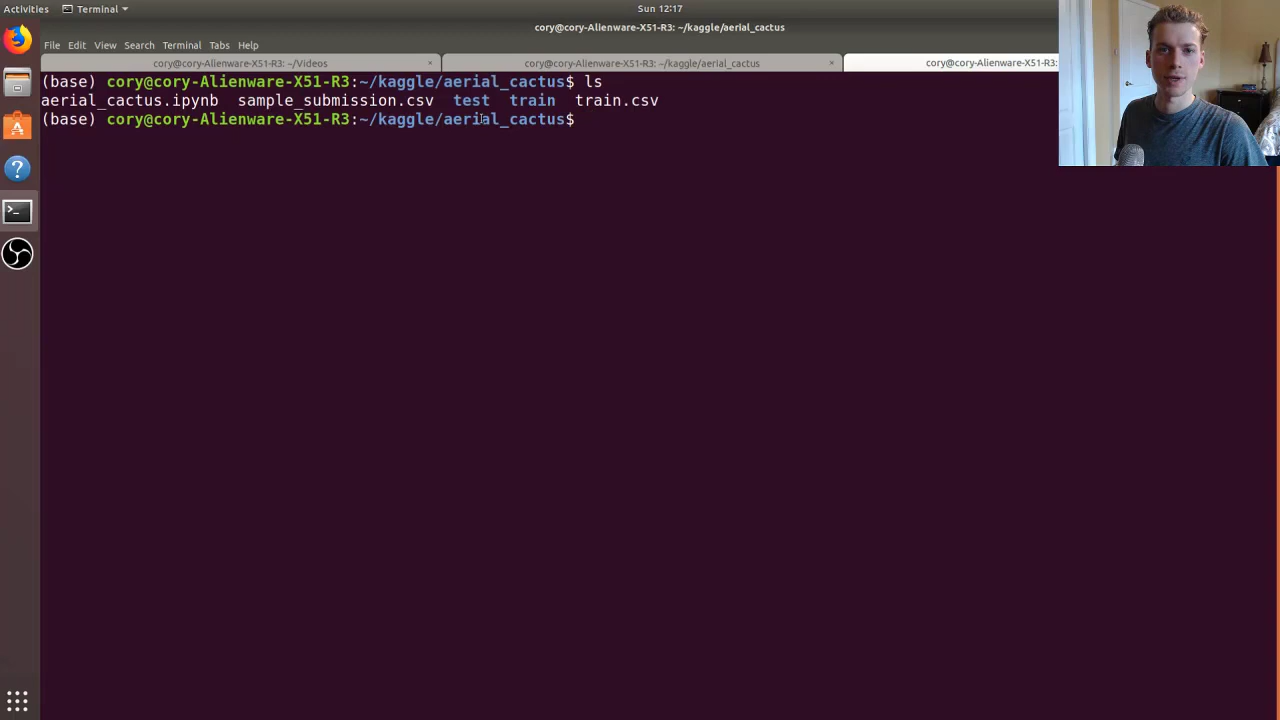 Activities Terminal Sun 12:17
cory@cory-Alienware-X51-R3: ~/kaggle/aerial_cactus
File Edit View Search Terminal Tabs Help
cory@cory-Alienware-X51-R3: ~/Videos × cory@cory-Alienware-X51-R3: ~/kaggle/aerial_cactus × cory@cory-Alienware-X51-R3:
(base) cory@cory-Alienware-X51-R3:~/kaggle/aerial_cactus$ ls
aerial_cactus.ipynb sample_submission.csv test train train.csv
(base) cory@cory-Alienware-X51-R3:~/kaggle/aerial_cactus$